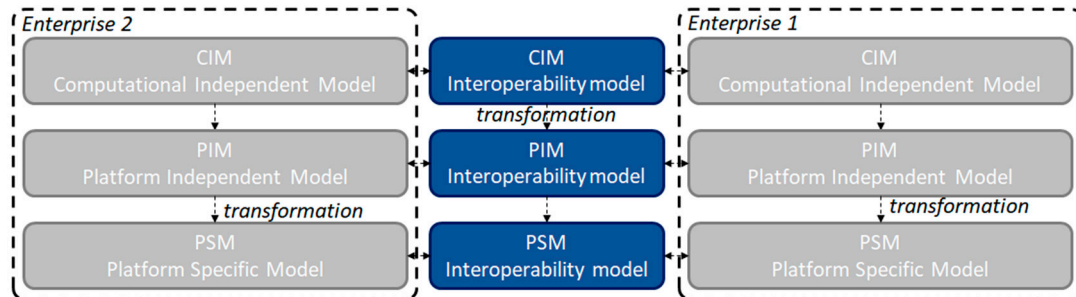 Enterprise 2
Enterprise 1
CIM
Computational Independent Model
CIM
Interoperability model
CIM
Computational Independent Model
transformation
PIM
Platform Independent Model
PIM
Interoperability model
PIM
Platform Independent Model
transformation
transformation
PSM
Platform Specific Model
PSM
Interoperability model
PSM
Platform Specific Model